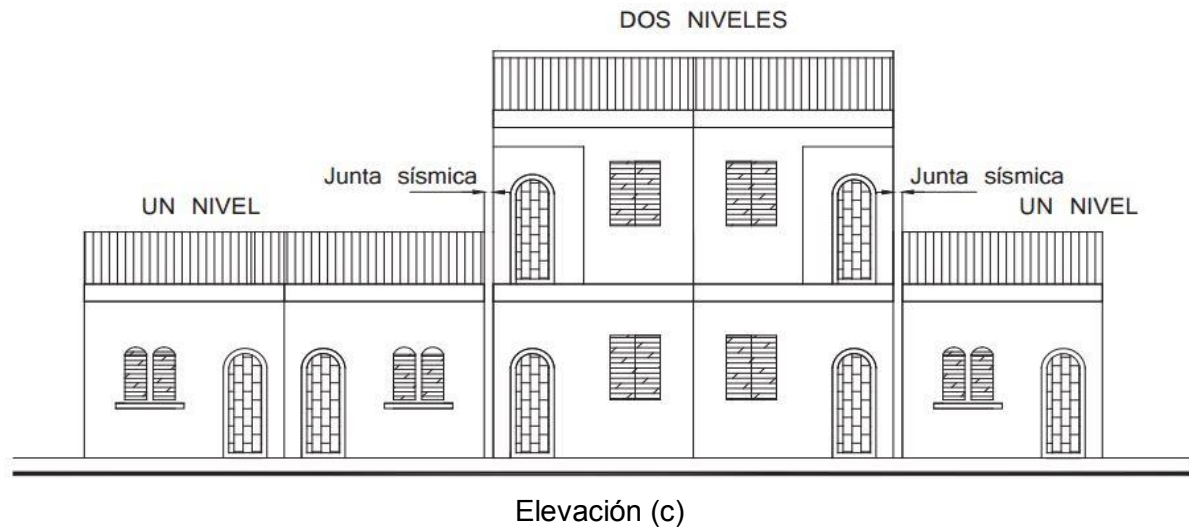 DOS NIVELES
Junta sísmica
Junta sísmica
UN NIVEL
UN NIVEL
Elevación (c)